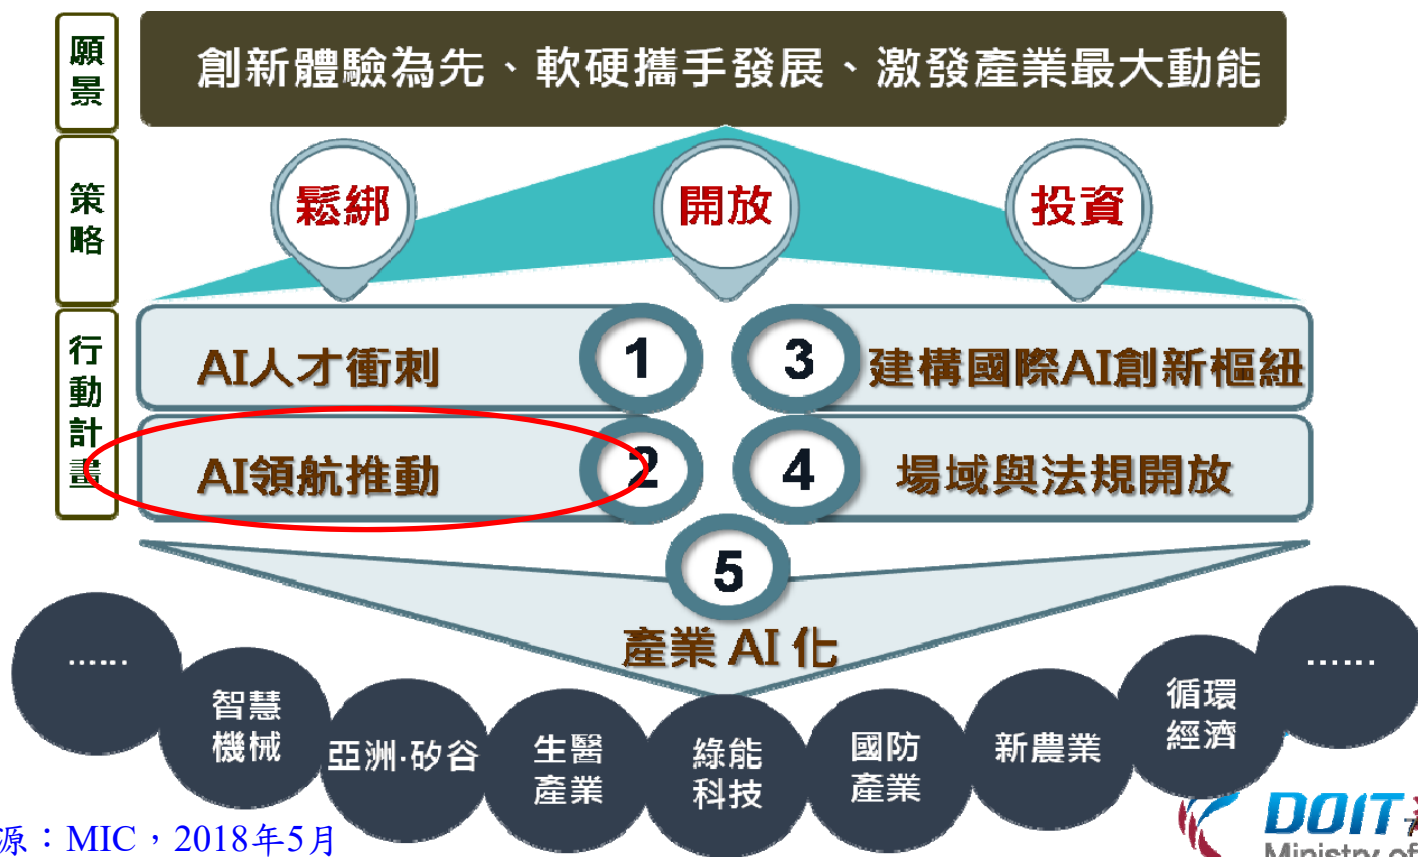 願景
創新體驗為先、軟硬攜手發展、激發產業最大動能
策略
鬆綁
開放
投資
行動計畫
AI人才衝刺
1
3
建構國際AI創新樞紐
AI領航推動
2
4
場域與法規開放
5
產業 AI 化
......
智慧
機械
亞洲·矽谷
生醫
產業
綠能
科技
國防
產業
新農業
循環
經濟
......
源：MIC，2018年5月
DOIT
Ministry of